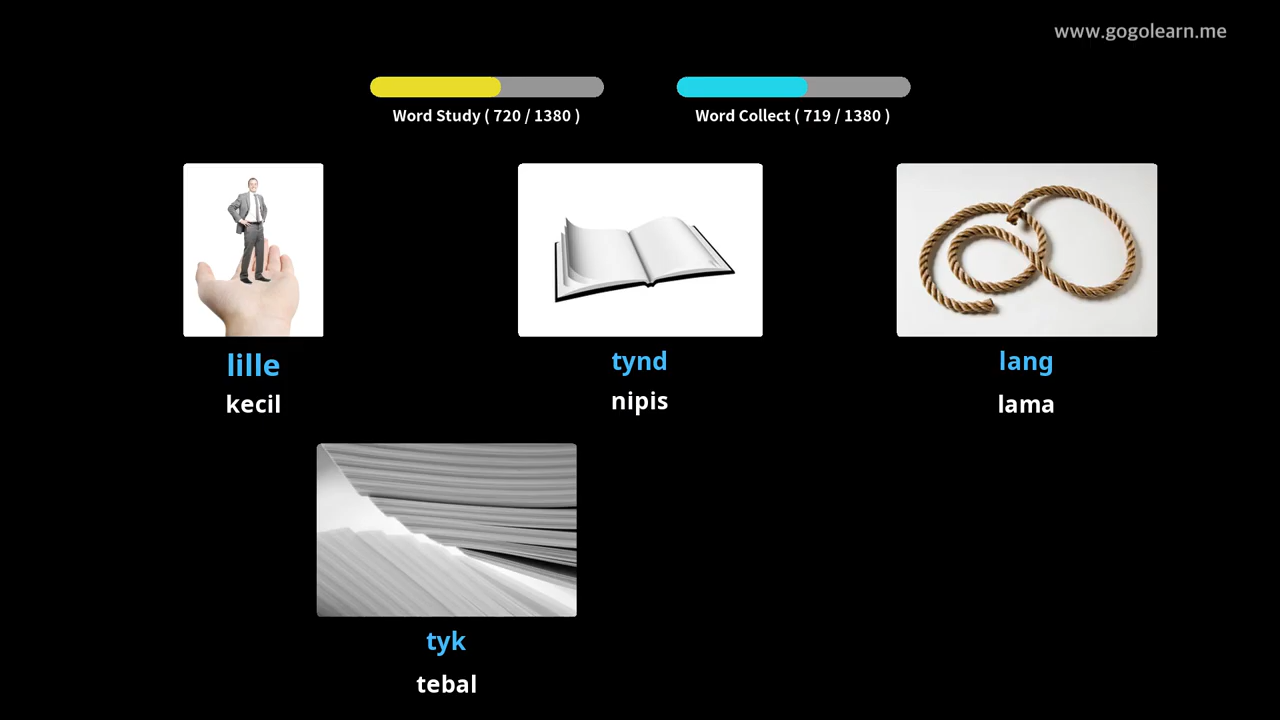 www.gogolearn.me
Word Study ( 720 / 1380 )
Word Collect ( 719 / 1380 )
lille
kecil
tynd
nipis
lang
lama
tyk
tebal